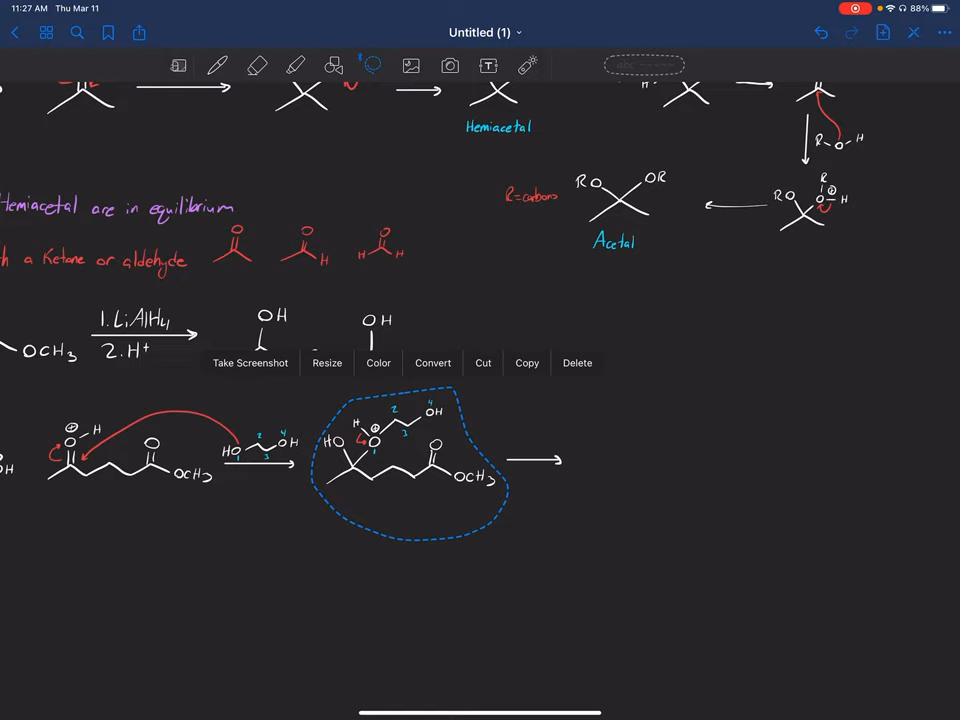 11:27 AM Thu Mar 11
88%
Untitled (1)
Hemiacetal
R-O-H
RO OR
R=carbons
Acetal
R
RO O H
Hemiacetal are in equilibrium
h a Ketone or aldehyde
O O O
H H H
OCH3
1. LiAlH4
2. H+
OH OH
Take Screenshot Resize Color Convert Cut Copy Delete
OH
+
O H
O
OCH3
HO OH
1 2 3 4
HO H + O OH
1 2 3 4
O
OCH3